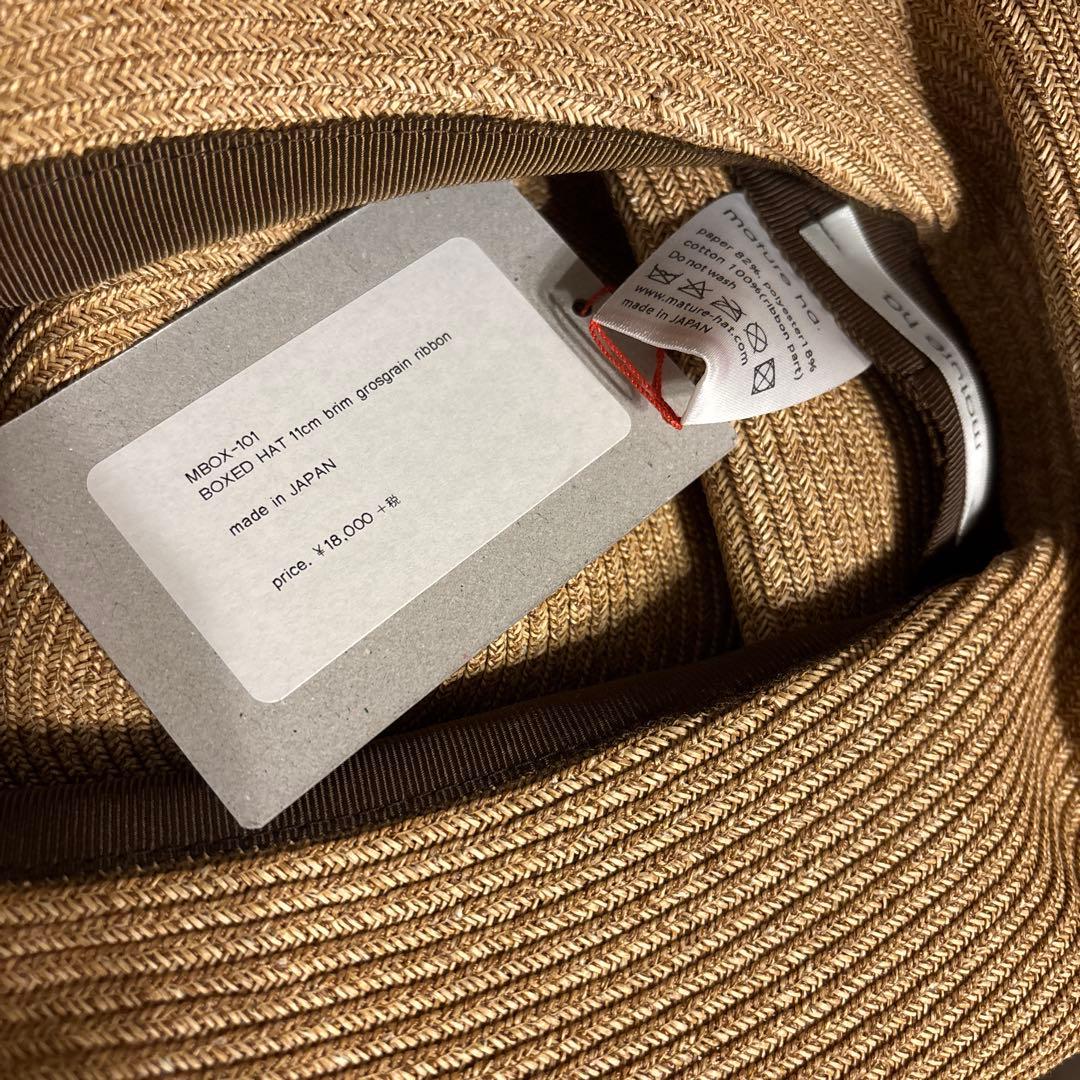 MBOX-101
BOXED HAT 11cm brim grosgrain ribbon
made in JAPAN
price. ¥18,000 +税
mature ha.
paper 82%, polyester18%
cotton 100%(ribbon part)
Do not wash
www.mature-hat.com
made in JAPAN